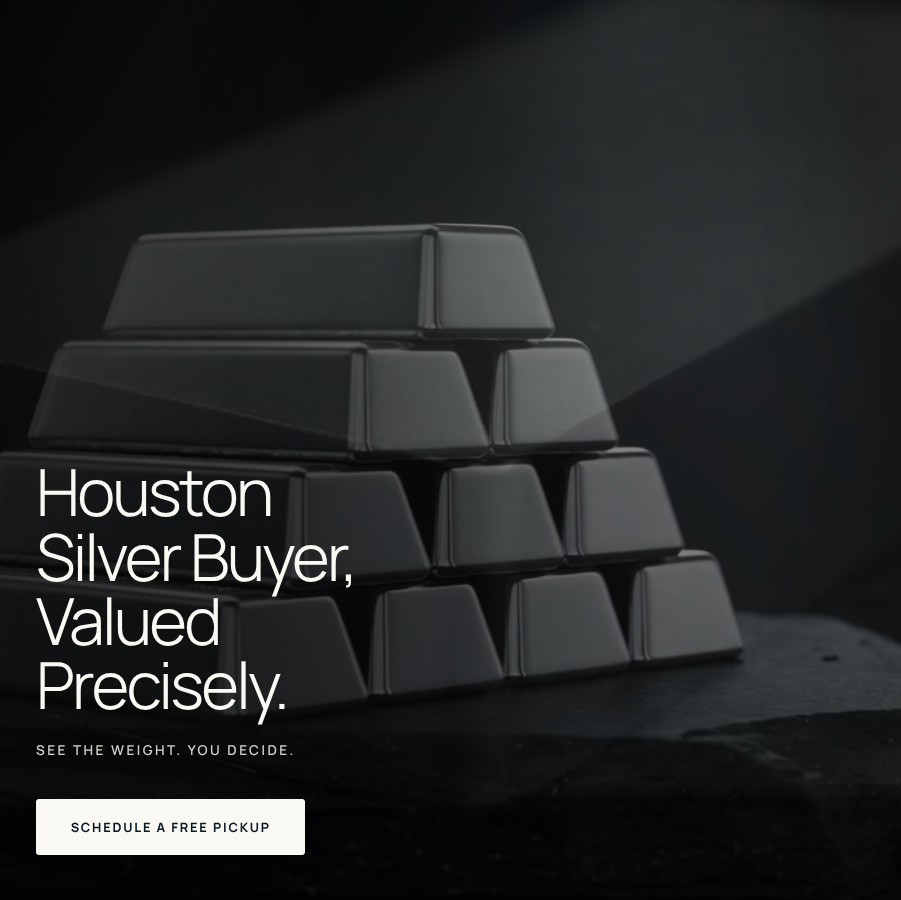 Houston
Silver Buyer,
Valued
Precisely.
SEE THE WEIGHT. YOU DECIDE.
SCHEDULE A FREE PICKUP